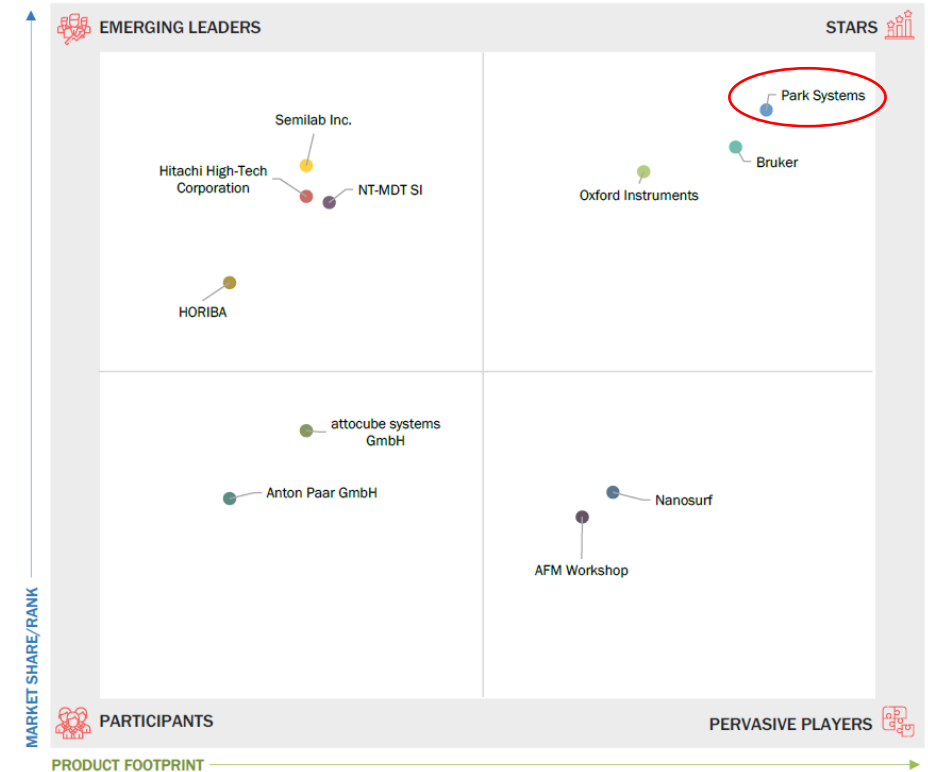 EMERGING LEADERS
STARS
Park Systems
Semilab Inc.
Bruker
Hitachi High-Tech
Corporation
NT-MDT SI
Oxford Instruments
HORIBA
attocube systems
GmbH
Anton Paar GmbH
Nanosurf
AFM Workshop
MARKET SHARE/RANK
PARTICIPANTS
PERVASIVE PLAYERS
PRODUCT FOOTPRINT